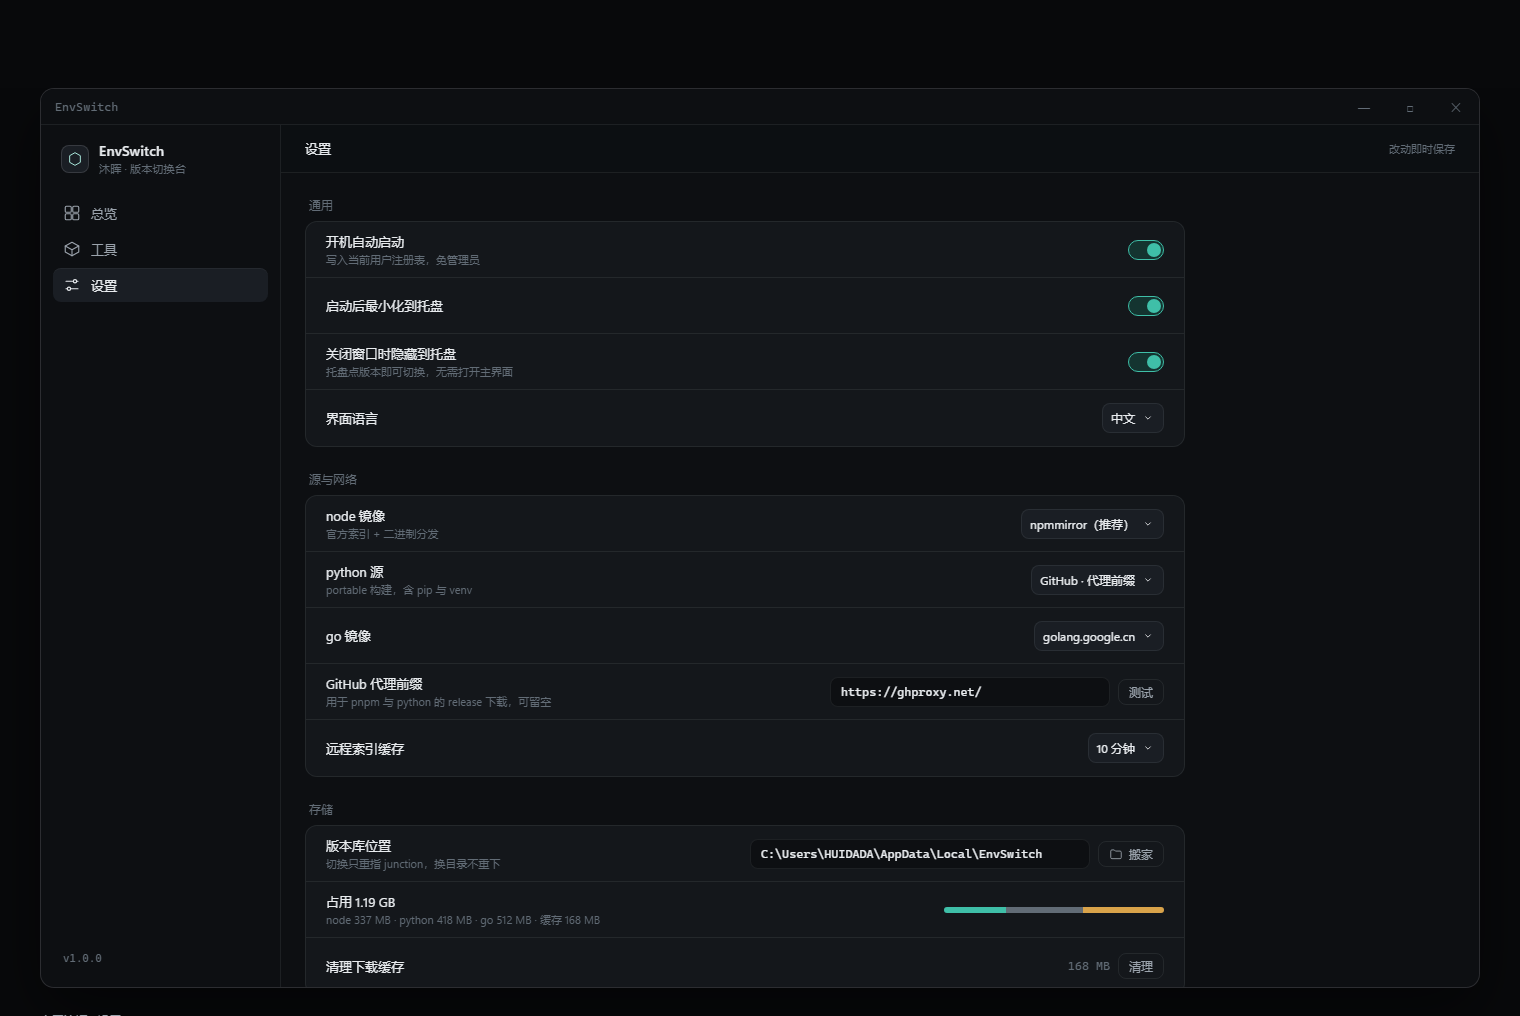 EnvSwitch
EnvSwitch
沐晖 · 版本切换台
总览
工具
设置
v1.0.0
设置
改动即时保存
通用
开机自动启动
写入当前用户注册表，免管理员
启动后最小化到托盘
关闭窗口时隐藏到托盘
托盘点版本即可切换，无需打开主界面
界面语言
中文
源与网络
node 镜像
官方索引 + 二进制分发
npmmirror（推荐）
python 源
portable 构建，含 pip 与 venv
GitHub · 代理前缀
go 镜像
golang.google.cn
GitHub 代理前缀
用于 pnpm 与 python 的 release 下载，可留空
https://ghproxy.net/
测试
远程索引缓存
10 分钟
存储
版本库位置
切换只重指 junction，换目录不重下
C:\Users\HUIDADA\AppData\Local\EnvSwitch
搬家
占用 1.19 GB
node 337 MB · python 418 MB · go 512 MB · 缓存 168 MB
清理下载缓存
168 MB
清理